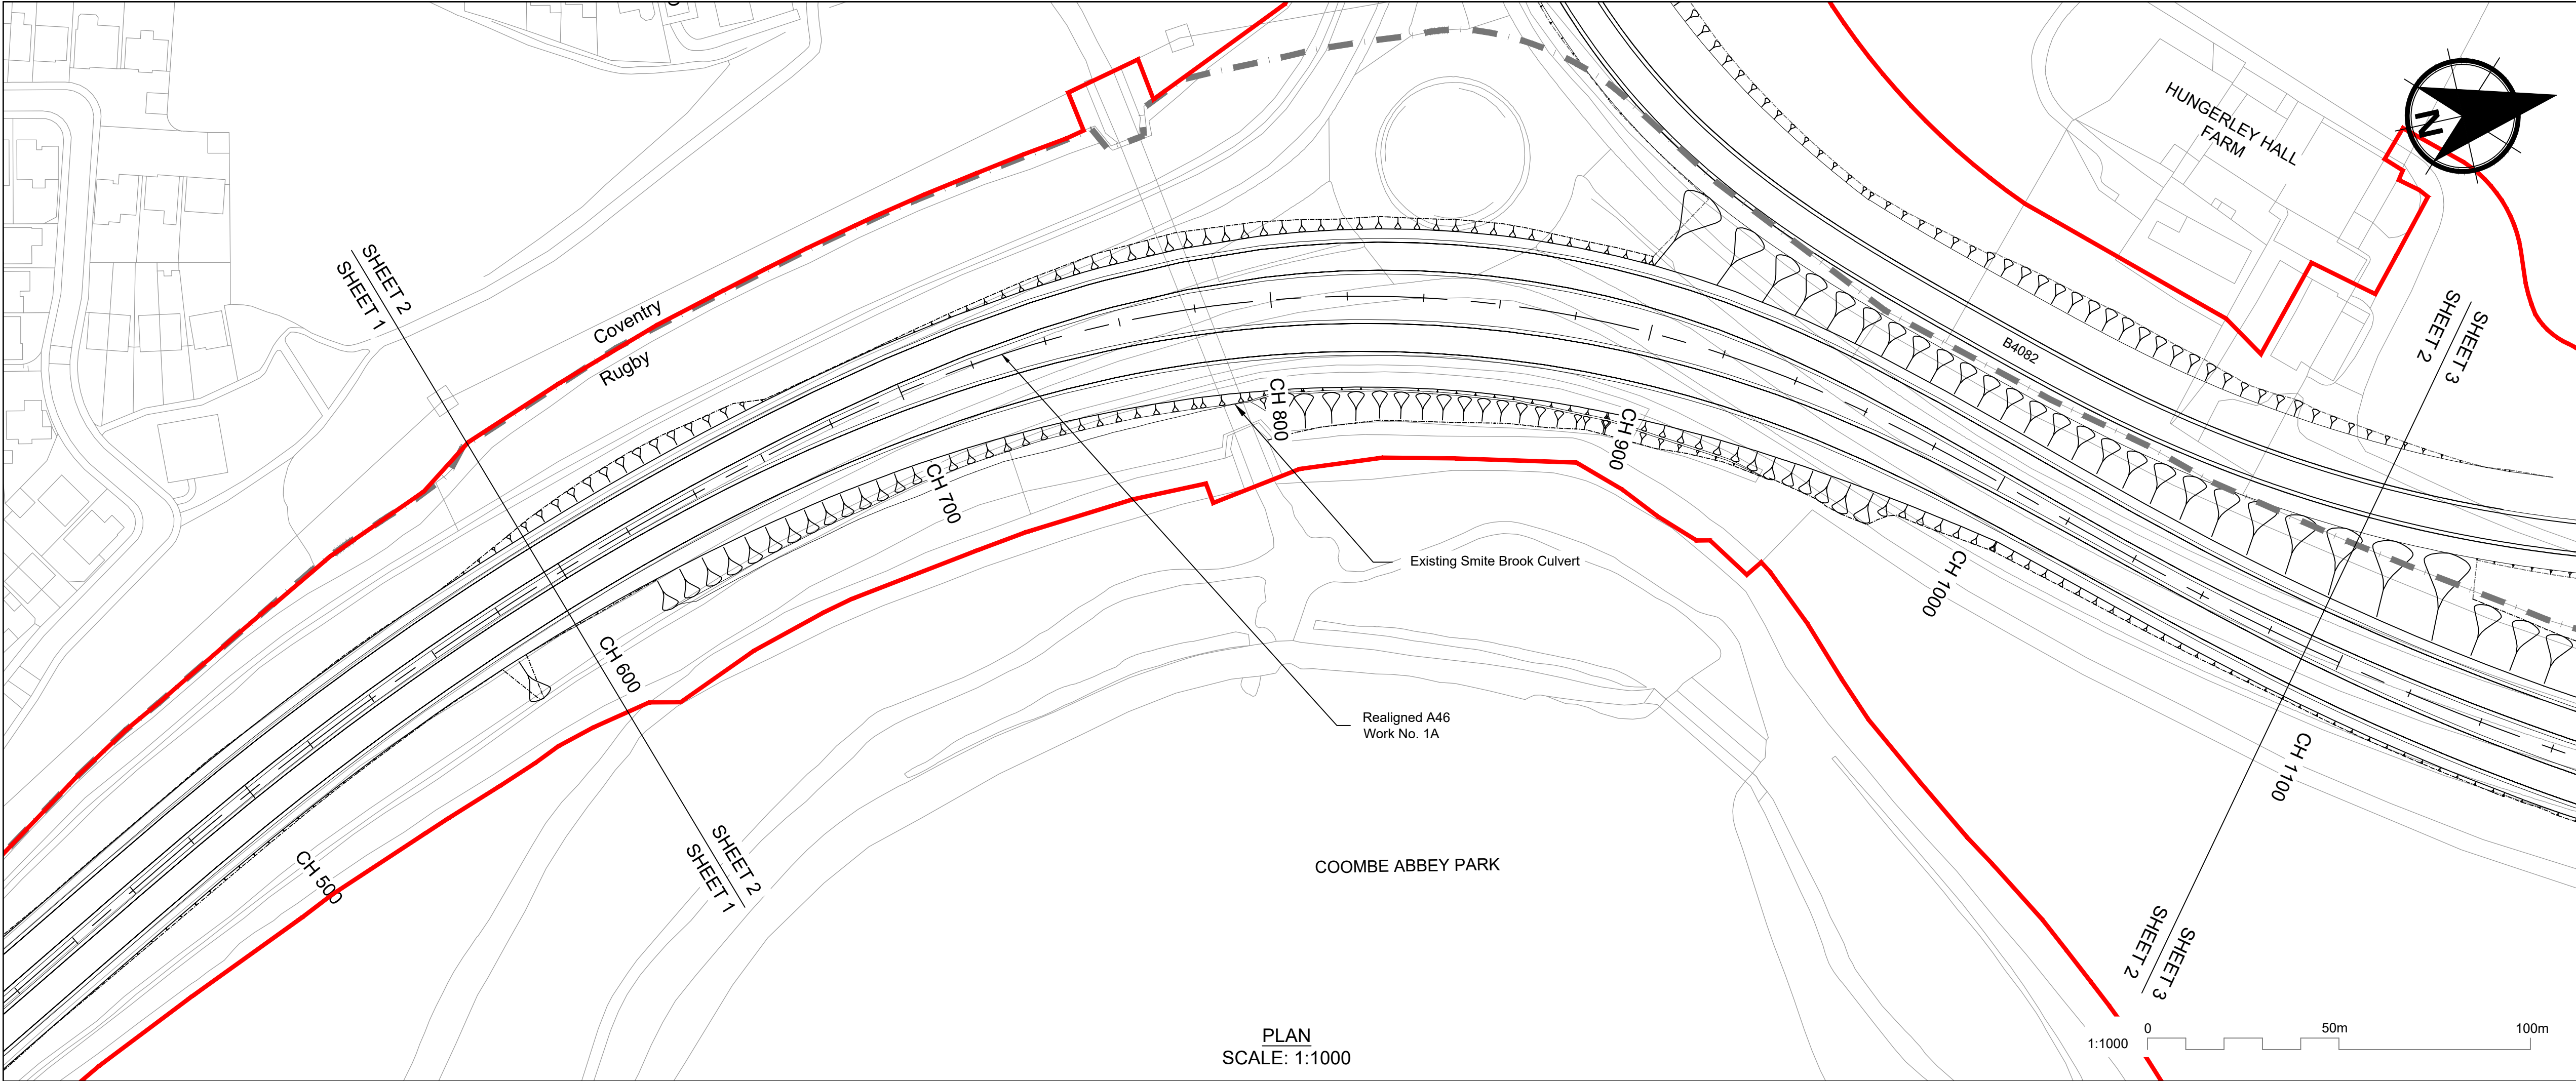 HUNGERLEY HALL
FARM
N
SHEET 2
SHEET 1
Coventry
Rugby
SHEET 2
SHEET 3
B4082
CH 800
CH 900
CH 700
Existing Smite Brook Culvert
CH 1000
CH 600
Realigned A46
Work No. 1A
CH 1100
CH 500
SHEET 2
SHEET 1
COOMBE ABBEY PARK
SHEET 2
SHEET 3
PLAN
SCALE: 1:1000
1:1000
0
50m
100m